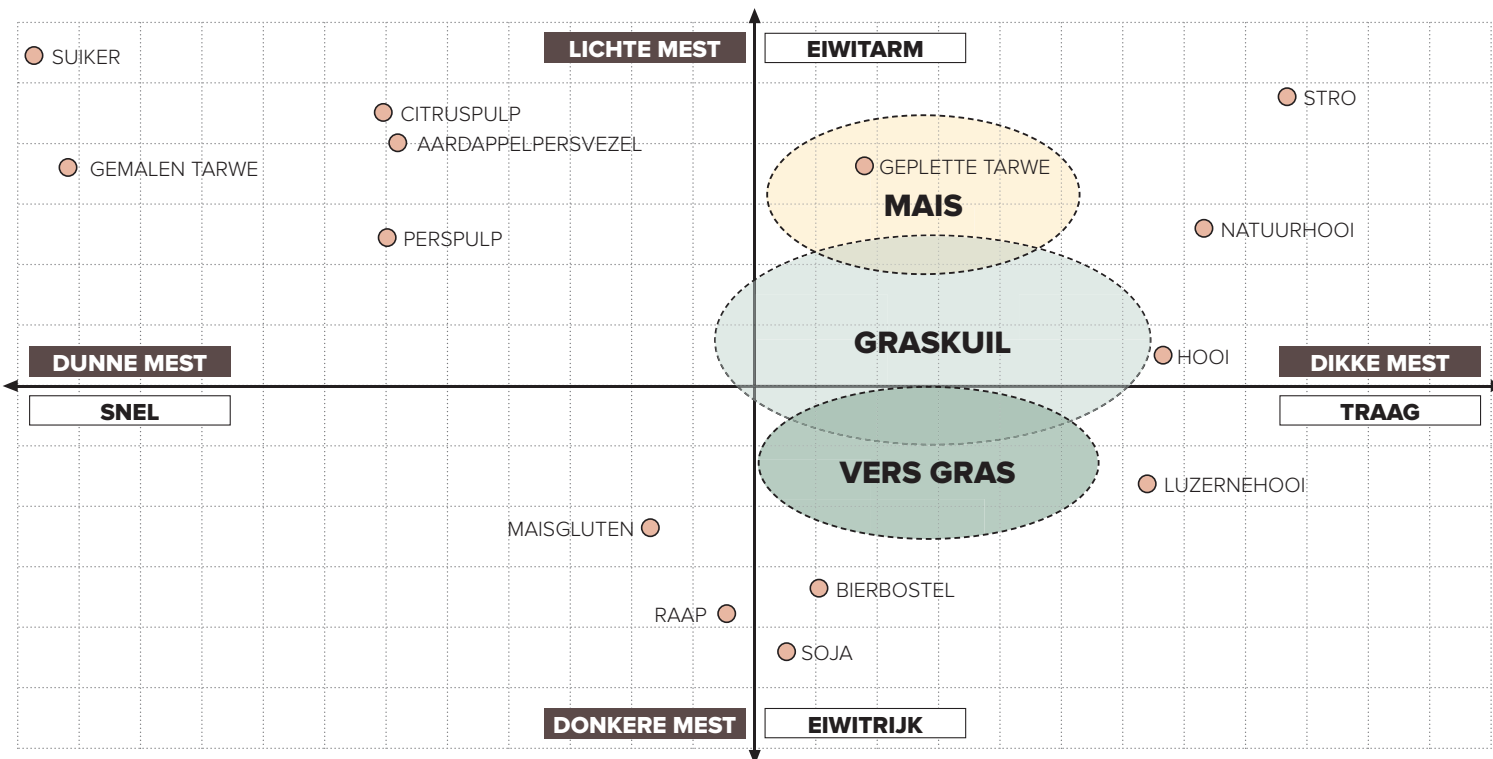 LICHTE MEST
EIWITARM
SUIKER
STRO
CITRUSPULP
AARDAPPELPERSVEZEL
GEMALEN TARWE
GEPLETTE TARWE
MAIS
NATUURHOOI
PERSPULP
GRASKUIL
HOOI
DUNNE MEST
DIKKE MEST
SNEL
TRAAG
VERS GRAS
LUZERNEHOOI
MAISGLUTEN
BIERBOSTEL
RAAP
SOJA
DONKERE MEST
EIWITRIJK